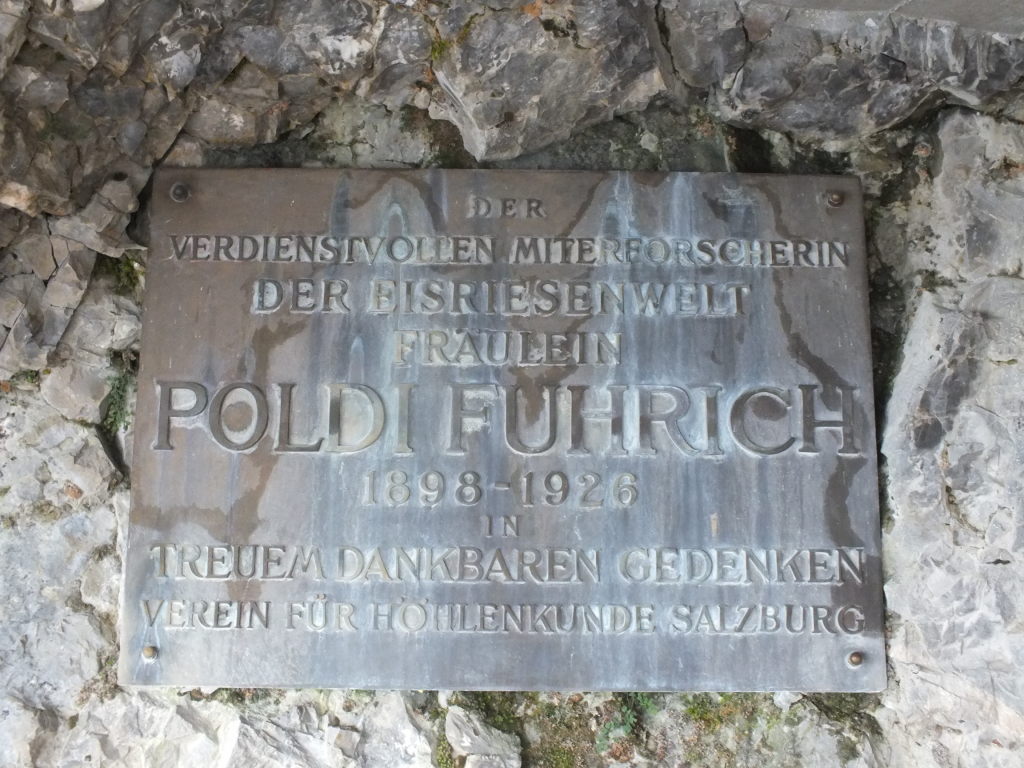 DER
VERDIENSTVOLLEN MITERFORSCHERIN
DER EISRIESENWELT
FRÄULEIN
POLDI FUHRICH
1898-1926
IN
TREUEM DANKBAREN GEDENKEN
VEREIN FÜR HÖHLENKUNDE SALZBURG